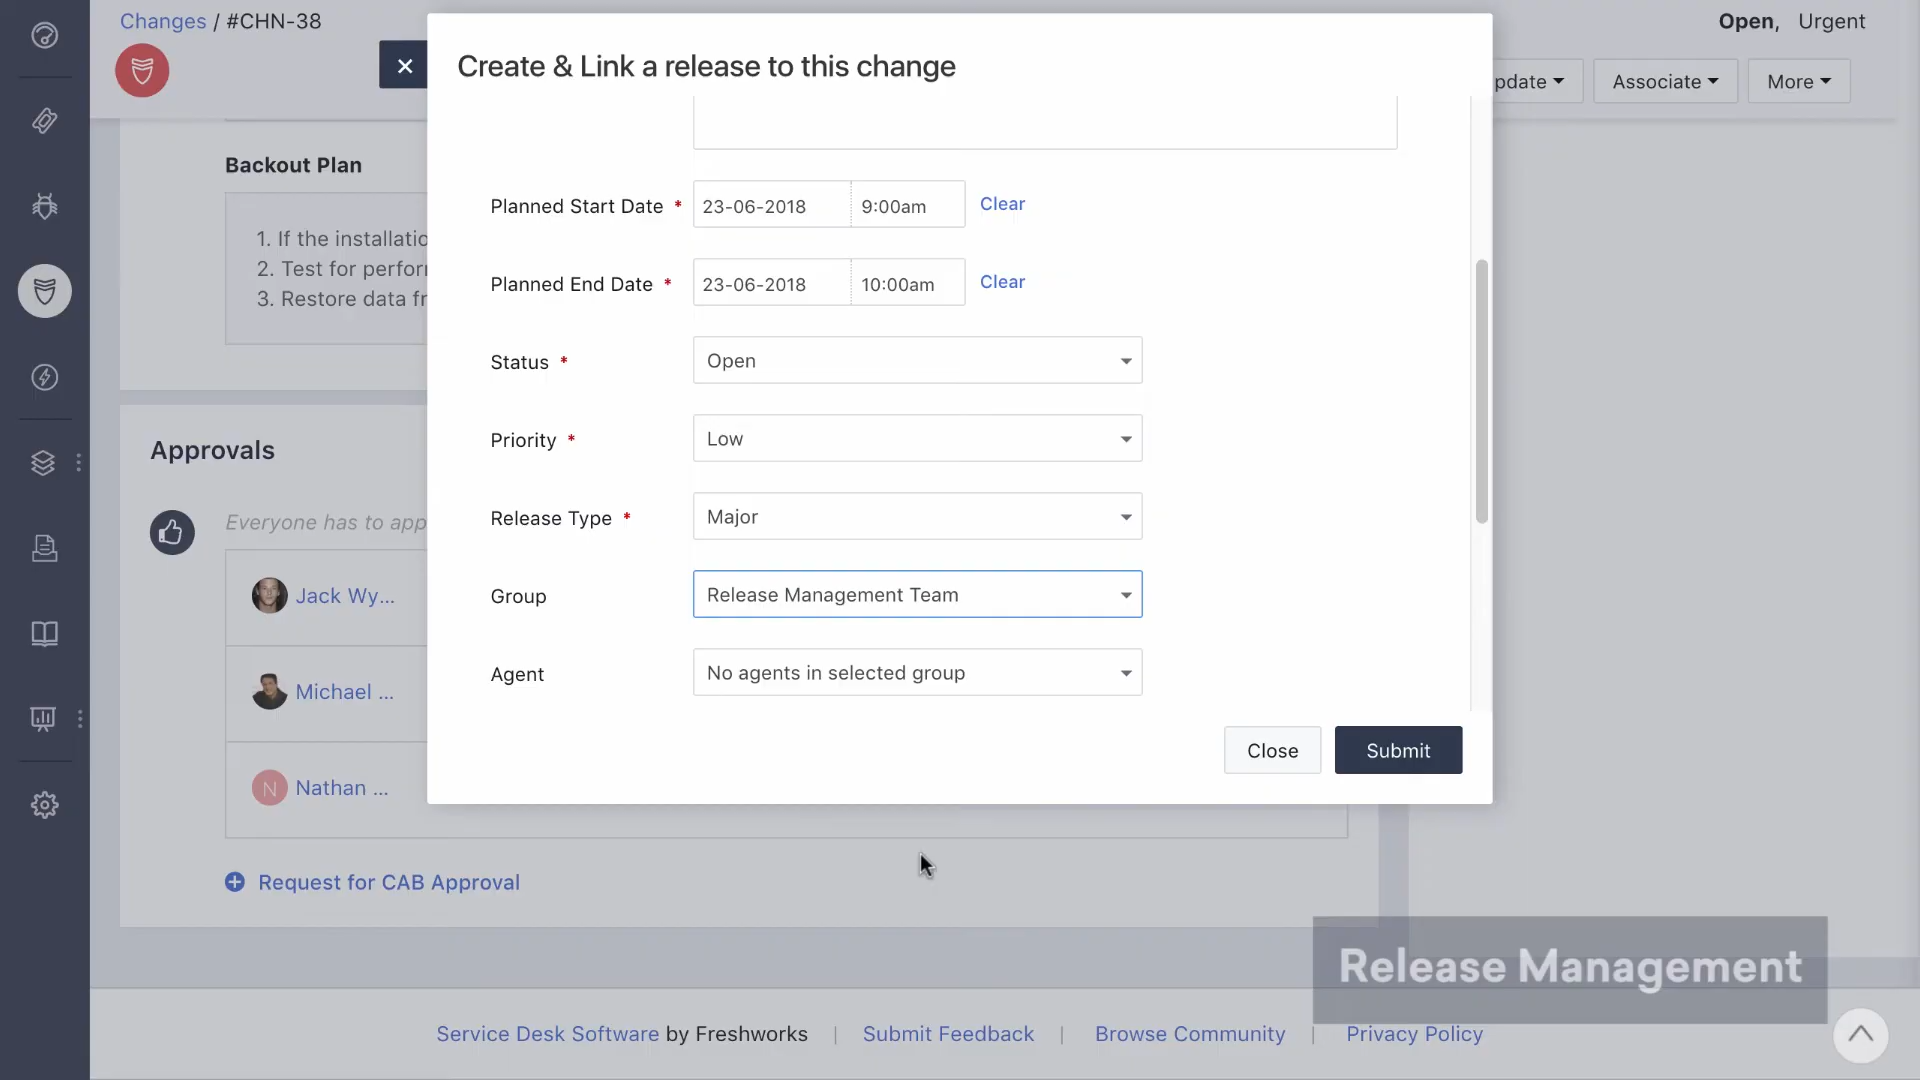 Changes / #CHN-38
Open, Urgent
Create & Link a release to this change
pdate
Associate
More
Backout Plan
1. If the installatio
2. Test for perfor
3. Restore data fr
Planned Start Date * 23-06-2018 9:00am Clear
Planned End Date * 23-06-2018 10:00am Clear
Status * Open
Priority * Low
Release Type * Major
Group Release Management Team
Agent No agents in selected group
Close Submit
Approvals
Everyone has to app
Jack Wy...
Michael ...
N Nathan ...
Request for CAB Approval
Release Management
Service Desk Software by Freshworks | Submit Feedback | Browse Community | Privacy Policy